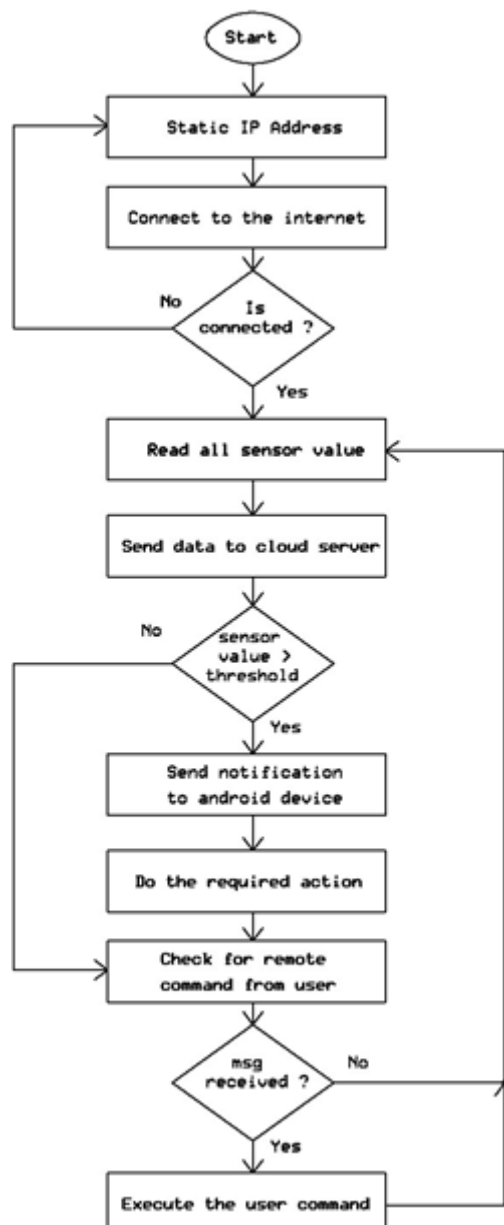 Start
Static IP Address
Connect to the internet
No
Is
connected ?
Yes
Read all sensor value
Send data to cloud server
No
sensor
value >
threshold
Yes
Send notification
to android device
Do the required action
Check for remote
command from user
msg
received ?
No
Yes
Execute the user command